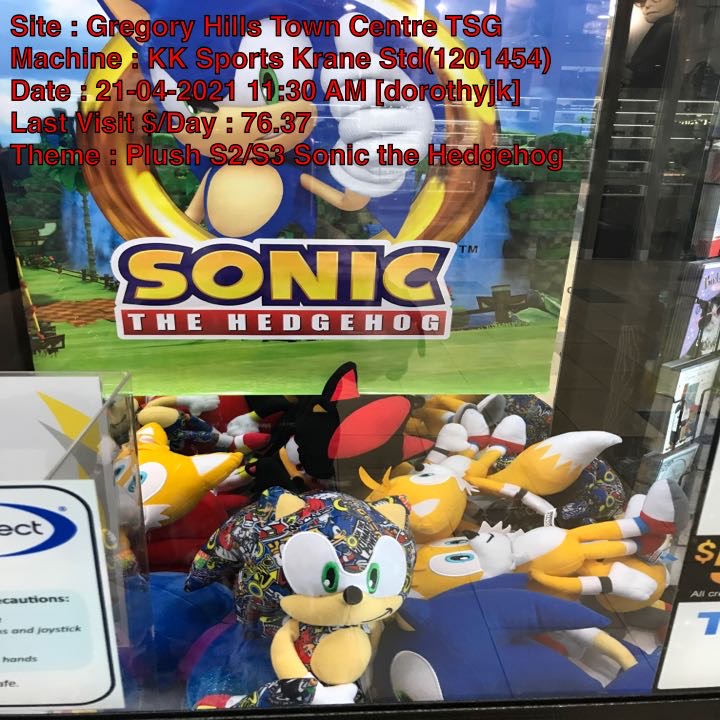 Site : Gregory Hills Town Centre TSG
Machine : KK Sports Krane Std(1201454)
Date : 21-04-2021 11:30 AM [dorothyjk]
Last Visit $/Day : 76.37
Theme : Plush S2/S3 Sonic the Hedgehog
SONIC TM
THE HEDGEHOG
ect
ecautions:
s and joystick
hands
afe.
$
All cr
T